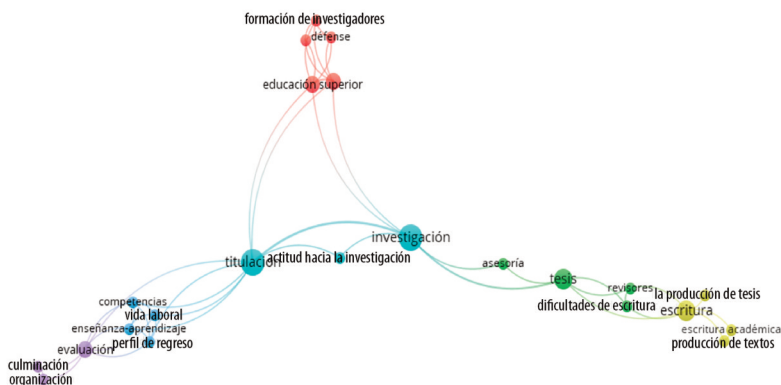 formación de investigadores
défense
educación superior
investigación
titulación
actitud hacia la investigación
asesoría
tesis
revisores
la producción de tesis
dificultades de escritura
escritura
competencias
vida laboral
enseñanza-aprendizaje
escritura académica
perfil de regreso
producción de textos
evaluación
culminación
organización